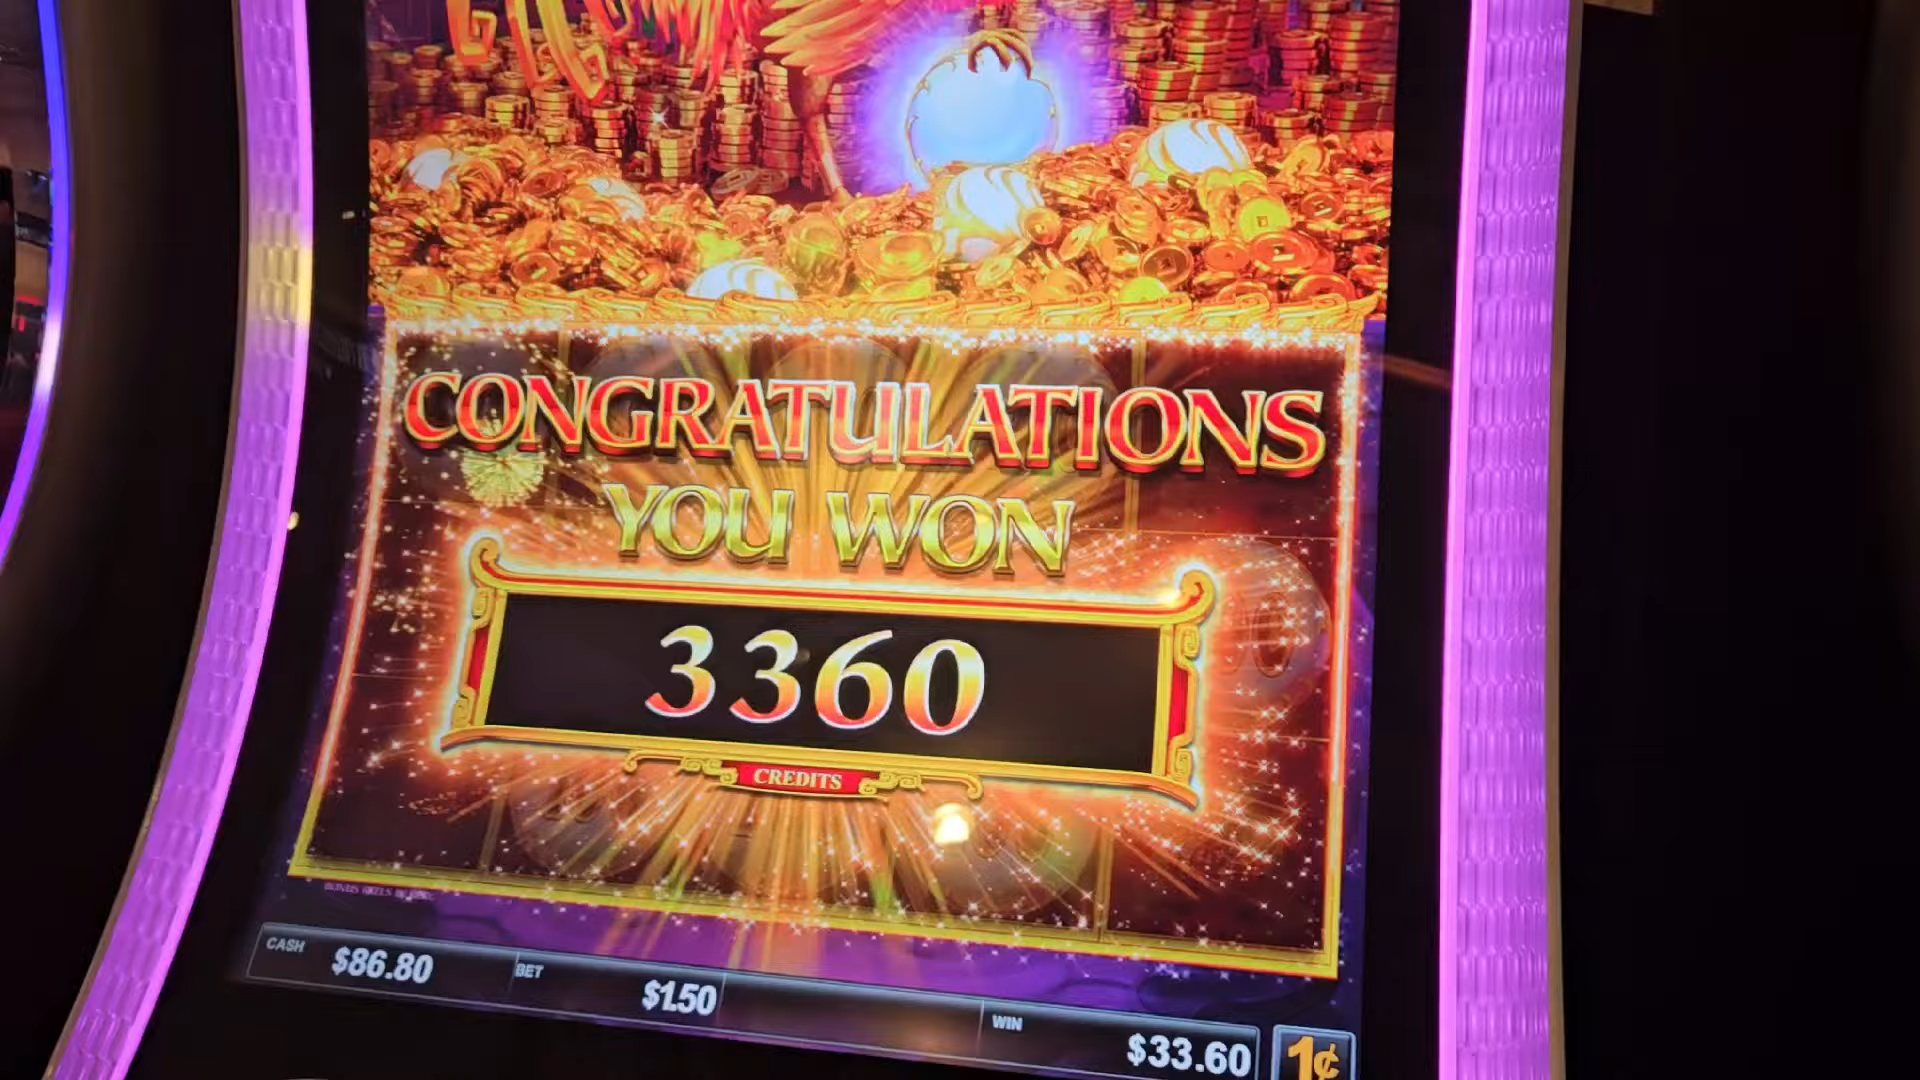 CONGRATULATIONS
YOU WON
3360
CREDITS
CASH $86.80
BET $1.50
WIN $33.60
1¢